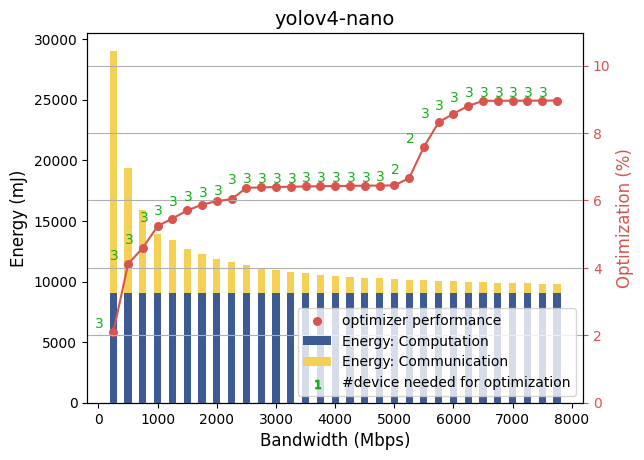 yolov4-nano
30000
25000
20000
15000
10000
5000
0
Energy (mJ)
3 3 3 3 3 3 3 3 3 3 3 3 3 3 3 3 3 3 3 3 2 2 3 3 3 3 3 3 3 3 3
10
8
6
4
2
0
Optimization (%)
optimizer performance
Energy: Computation
Energy: Communication
1 #device needed for optimization
0 1000 2000 3000 4000 5000 6000 7000 8000
Bandwidth (Mbps)